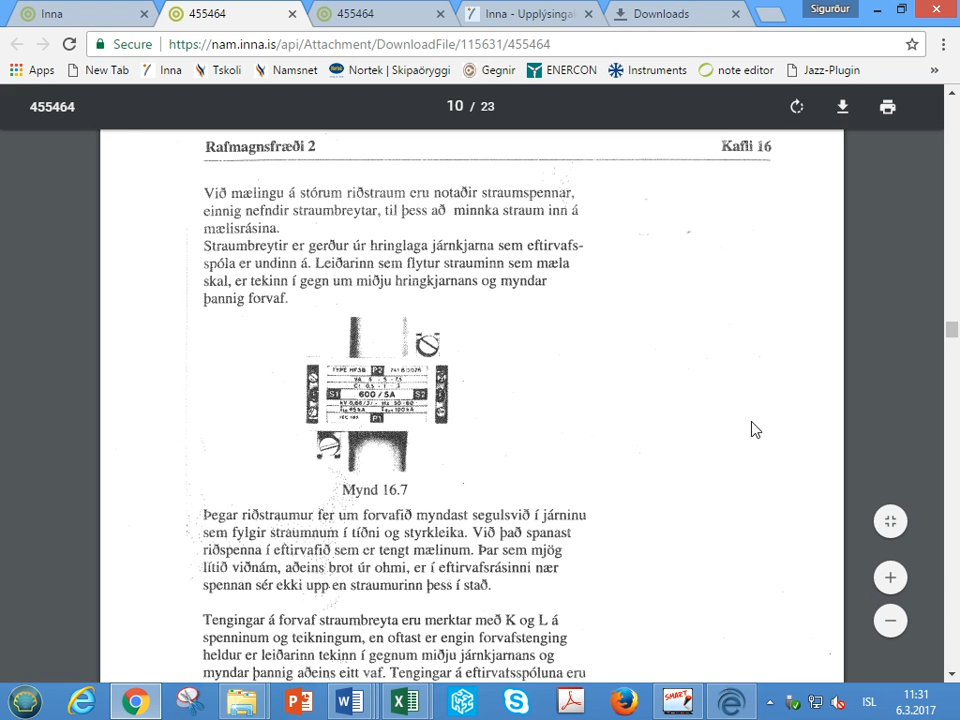 Inna
455464
455464
Inna - Upplýsingak
Downloads
Sigurður
Secure
https://nam.inna.is/api/Attachment/DownloadFile/115631/455464
Apps
New Tab
Inna
Tskoli
Namsnet
Nortek | Skipaöryggi
Gegnir
ENERCON
Instruments
note editor
Jazz-Plugin
»
455464
10 / 23
Rafmagnsfræði 2
Kafli 16
Við mælingu á stórum riðstraum eru notaðir straumspennar,
einnig nefndir straumbreytar, til þess að minnka straum inn á
mælisrásina.
Straumbreytir er gerður úr hringlaga járnkjarna sem eftirvafs-
spóla er undinn á. Leiðarinn sem flytur strauminn sem mæla
skal, er tekinn í gegn um miðju hringkjarnans og myndar
þannig forvaf.
P2
S1 600 / 5A S2
P1
Mynd 16.7
Þegar riðstraumur fer um forvafið myndast segulsvið í járninu
sem fylgir straumnum í tíðni og styrkleika. Við það spanast
riðspenna í eftirvafið sem er tengt mælinum. Þar sem mjög
lítið viðnám, aðeins brot úr ohmi, er í eftirvafsrásinni nær
spennan sér ekki upp en straumurinn þess í stað.
Tengingar á forvaf straumbreyta eru merktar með K og L á
spenninum og teikningum, en oftast er engin forvafstenging
heldur er leiðarinn tekinn í gegnum miðju járnkjarnans og
myndar þannig aðeins eitt vaf. Tengingar á eftirvatsspóluna eru
SMART
ISL
11:31
6.3.2017